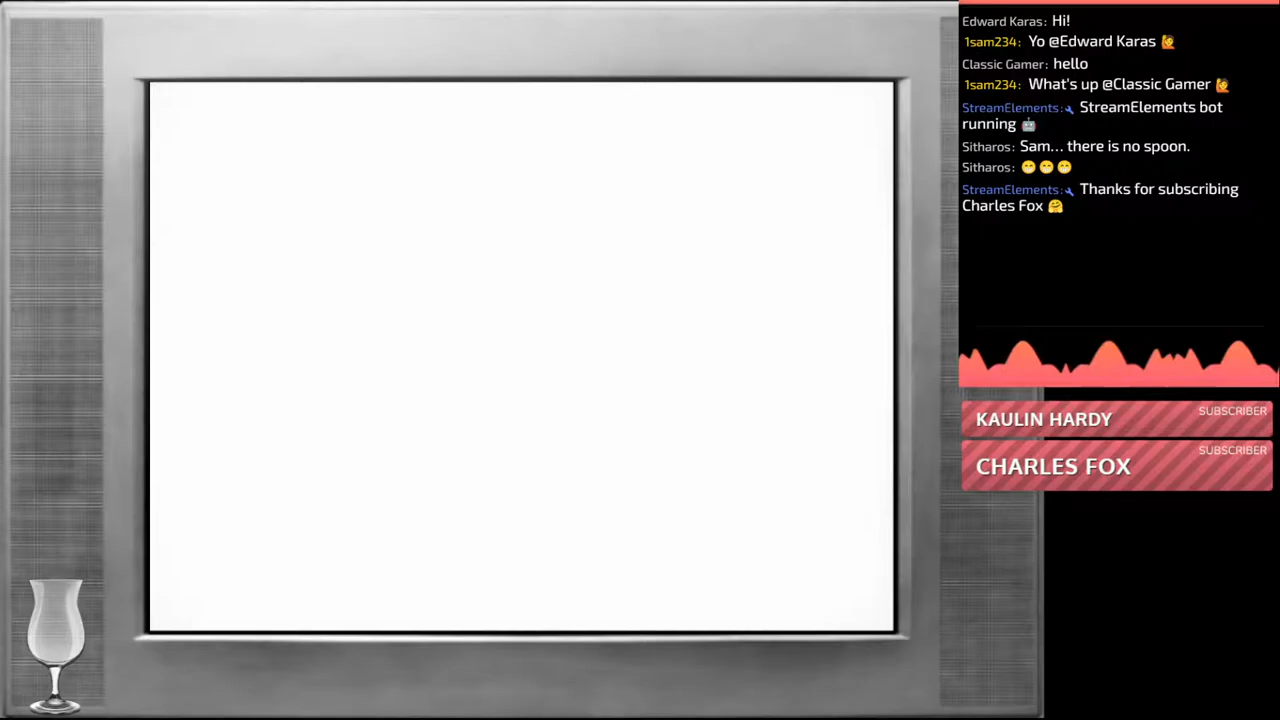 Edward Karas: Hi!
1sam234: Yo @Edward Karas 🙋
Classic Gamer: hello
1sam234: What's up @Classic Gamer 🙋
StreamElements: StreamElements bot
running 🤖
Sitharos: Sam... there is no spoon.
Sitharos: 😁😁😁
StreamElements: Thanks for subscribing
Charles Fox 🤗
KAULIN HARDY SUBSCRIBER
CHARLES FOX SUBSCRIBER